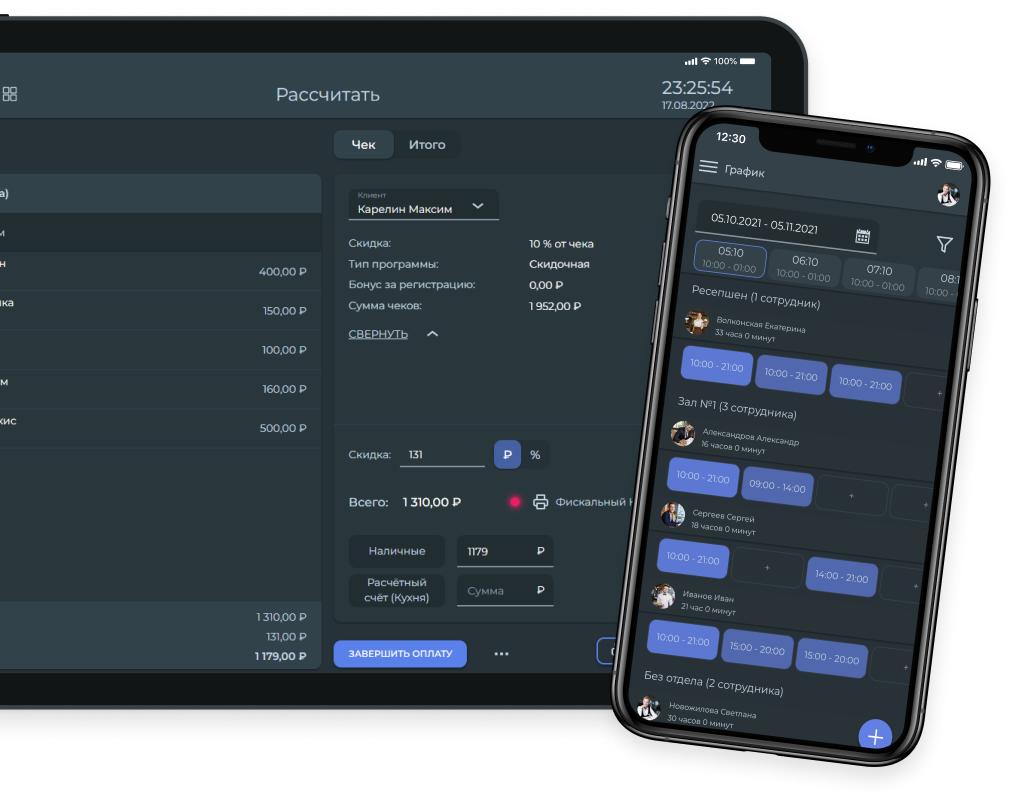 100%
Рассчитать
23:25:54
17.08.2022
Чек
Итого
а)
м
н
400,00 ₽
ка
150,00 ₽
100,00 ₽
м
160,00 ₽
кис
500,00 ₽
1 310,00 ₽
131,00 ₽
1 179,00 ₽
Клиент
Карелин Максим
Скидка: 10 % от чека
Тип программы: Скидочная
Бонус за регистрацию: 0,00 ₽
Сумма чеков: 1 952,00 ₽
СВЕРНУТЬ
Скидка: 131 ₽ %
Всего: 1 310,00 ₽ Фискальный
Наличные 1179 ₽
Расчётный
счёт (Кухня)
Сумма ₽
ЗАВЕРШИТЬ ОПЛАТУ
12:30
График
05.10.2021 - 05.11.2021
05:10
10:00 - 01:00
06:10
10:00 - 01:00
07:10
10:00 - 01:00
08:1
10:00 -
Ресепшен (1 сотрудник)
Волконская Екатерина
33 часа 0 минут
10:00 - 21:00
10:00 - 21:00
10:00 - 21:00
+
Зал №1 (3 сотрудника)
Александров Александр
16 часов 0 минут
10:00 - 21:00
09:00 - 14:00
+
+
Сергеев Сергей
18 часов 0 минут
10:00 - 21:00
+
14:00 - 21:00
+
Иванов Иван
21 час 0 минут
10:00 - 21:00
15:00 - 20:00
15:00 - 20:00
+
Без отдела (2 сотрудника)
Новожилова Светлана
30 часов 0 минут
+